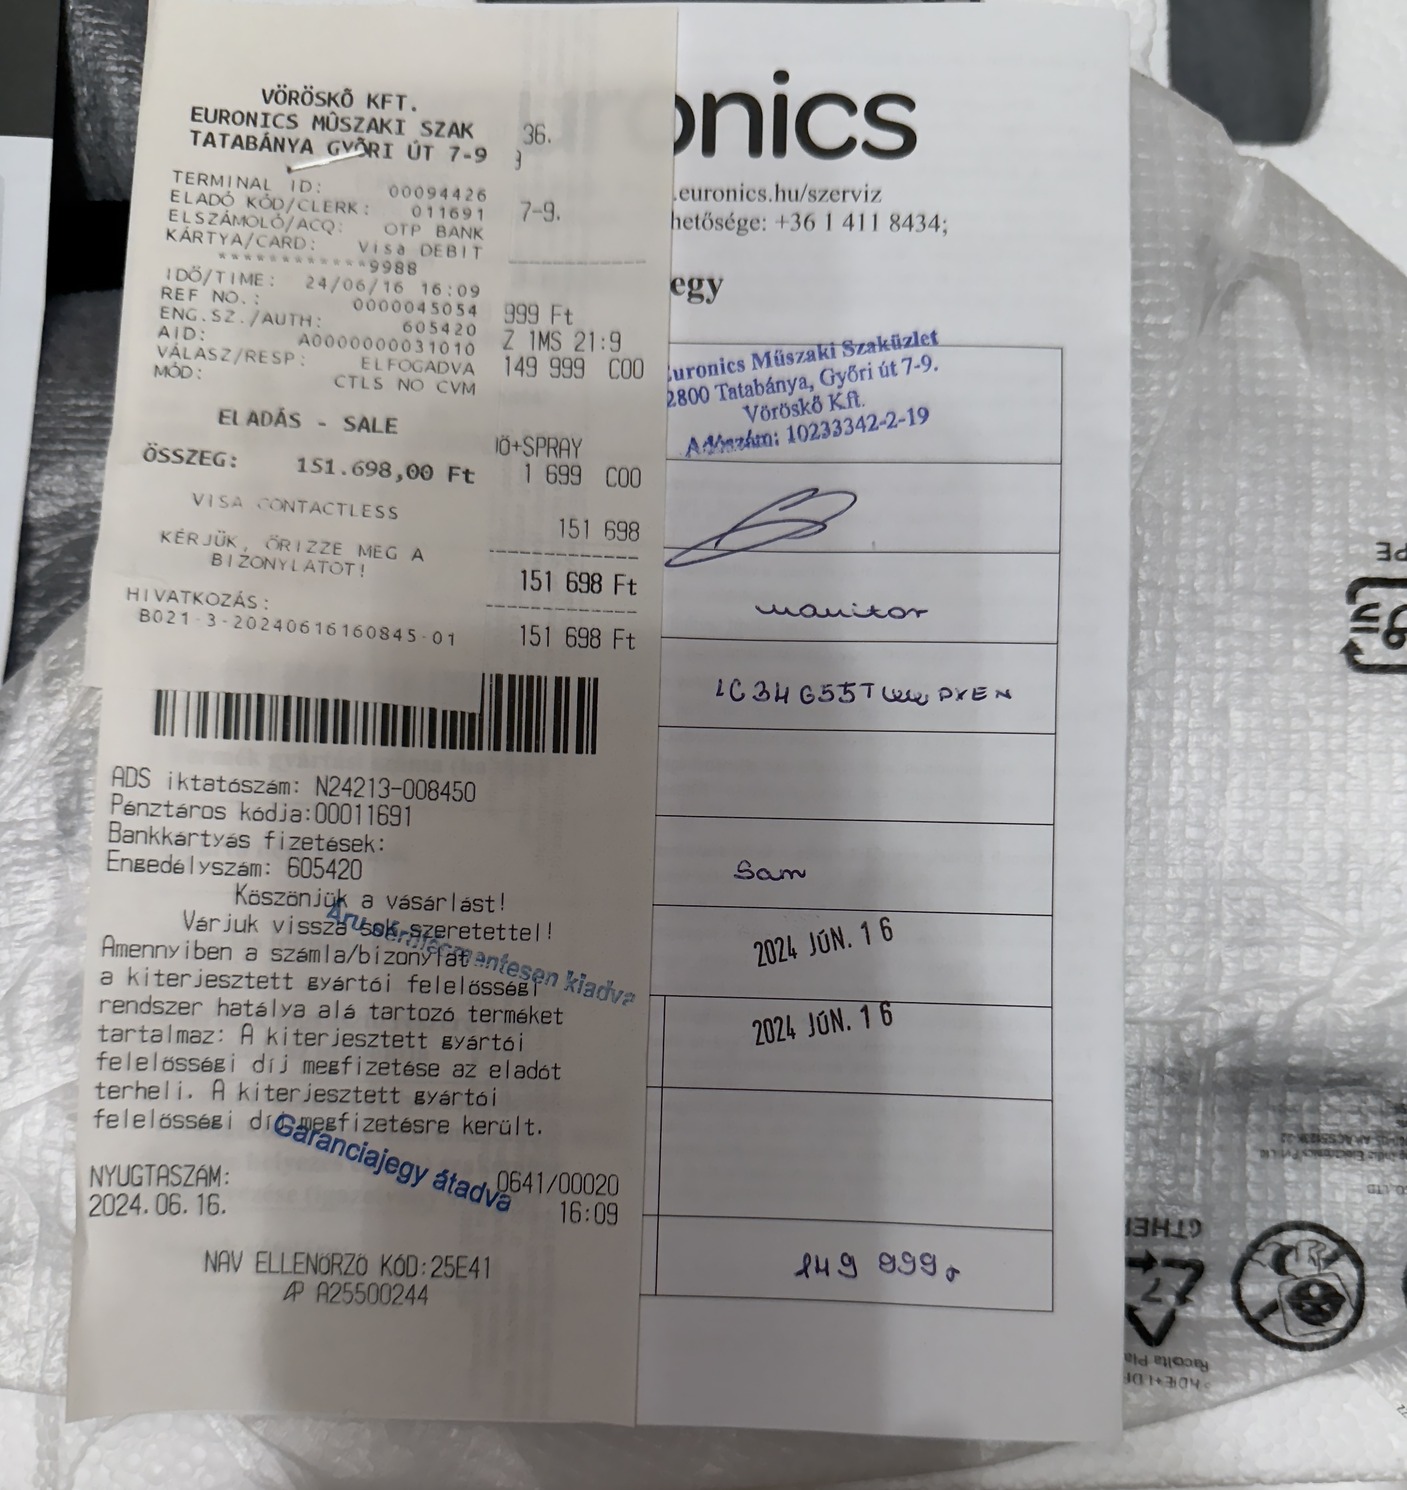 VÖRÖSKŐ KFT.
EURONICS MŰSZAKI SZAK
TATABÁNYA GYŐRI ÚT 7-9
TERMINAL ID: 00094426
ELADÓ KÓD/CLERK: 011691
ELSZÁMOLÓ/ACQ: OTP BANK
KÁRTYA/CARD: Visa DEBIT
************9988
IDŐ/TIME: 24/06/16 16:09
REF NO.: 0000045054
ENG.SZ./AUTH: 605420
AID: A0000000031010
VÁLASZ/RESP: ELFOGADVA
MÓD: CTLS NO CVM
ELADÁS - SALE
ÖSSZEG: 151.698,00 Ft
VISA CONTACTLESS
KÉRJÜK, ŐRIZZE MEG A
BIZONYLATOT!
HIVATKOZÁS:
B021-3-20240616160845-01
36.
7-9.
999 Ft
Z 1MS 21:9
149 999 C00
IŐ+SPRAY
1 699 C00
151 698
151 698 Ft
151 698 Ft
ADS iktatószám: N24213-008450
Pénztáros kódja:00011691
Bankkártyás fizetések:
Engedélyszám: 605420
Köszönjük a vásárlást!
Várjuk vissza sok szeretettel!
Amennyiben a számla/bizonylat
a kiterjesztett gyártói felelősségi
rendszer hatálya alá tartozó terméket
tartalmaz: A kiterjesztett gyártói
felelősségi díj megfizetése az eladót
terheli. A kiterjesztett gyártói
felelősségi díj megfizetésre került.
Áru sérülésmentesen kiadva
Garanciajegy átadva
NYUGTASZÁM: 0641/00020
2024.06.16. 16:09
NAV ELLENŐRZŐ KÓD:25E41
AP A25500244
onics
.euronics.hu/szerviz
hetősége: +36 1 411 8434;
egy
Euronics Műszaki Szaküzlet
2800 Tatabánya, Győri út 7-9.
Vöröskő Kft.
Adószám: 10233342-2-19
monitor
LC34G55TWWPXEN
Sam
2024 JÚN. 16
2024 JÚN. 16
149 999,-